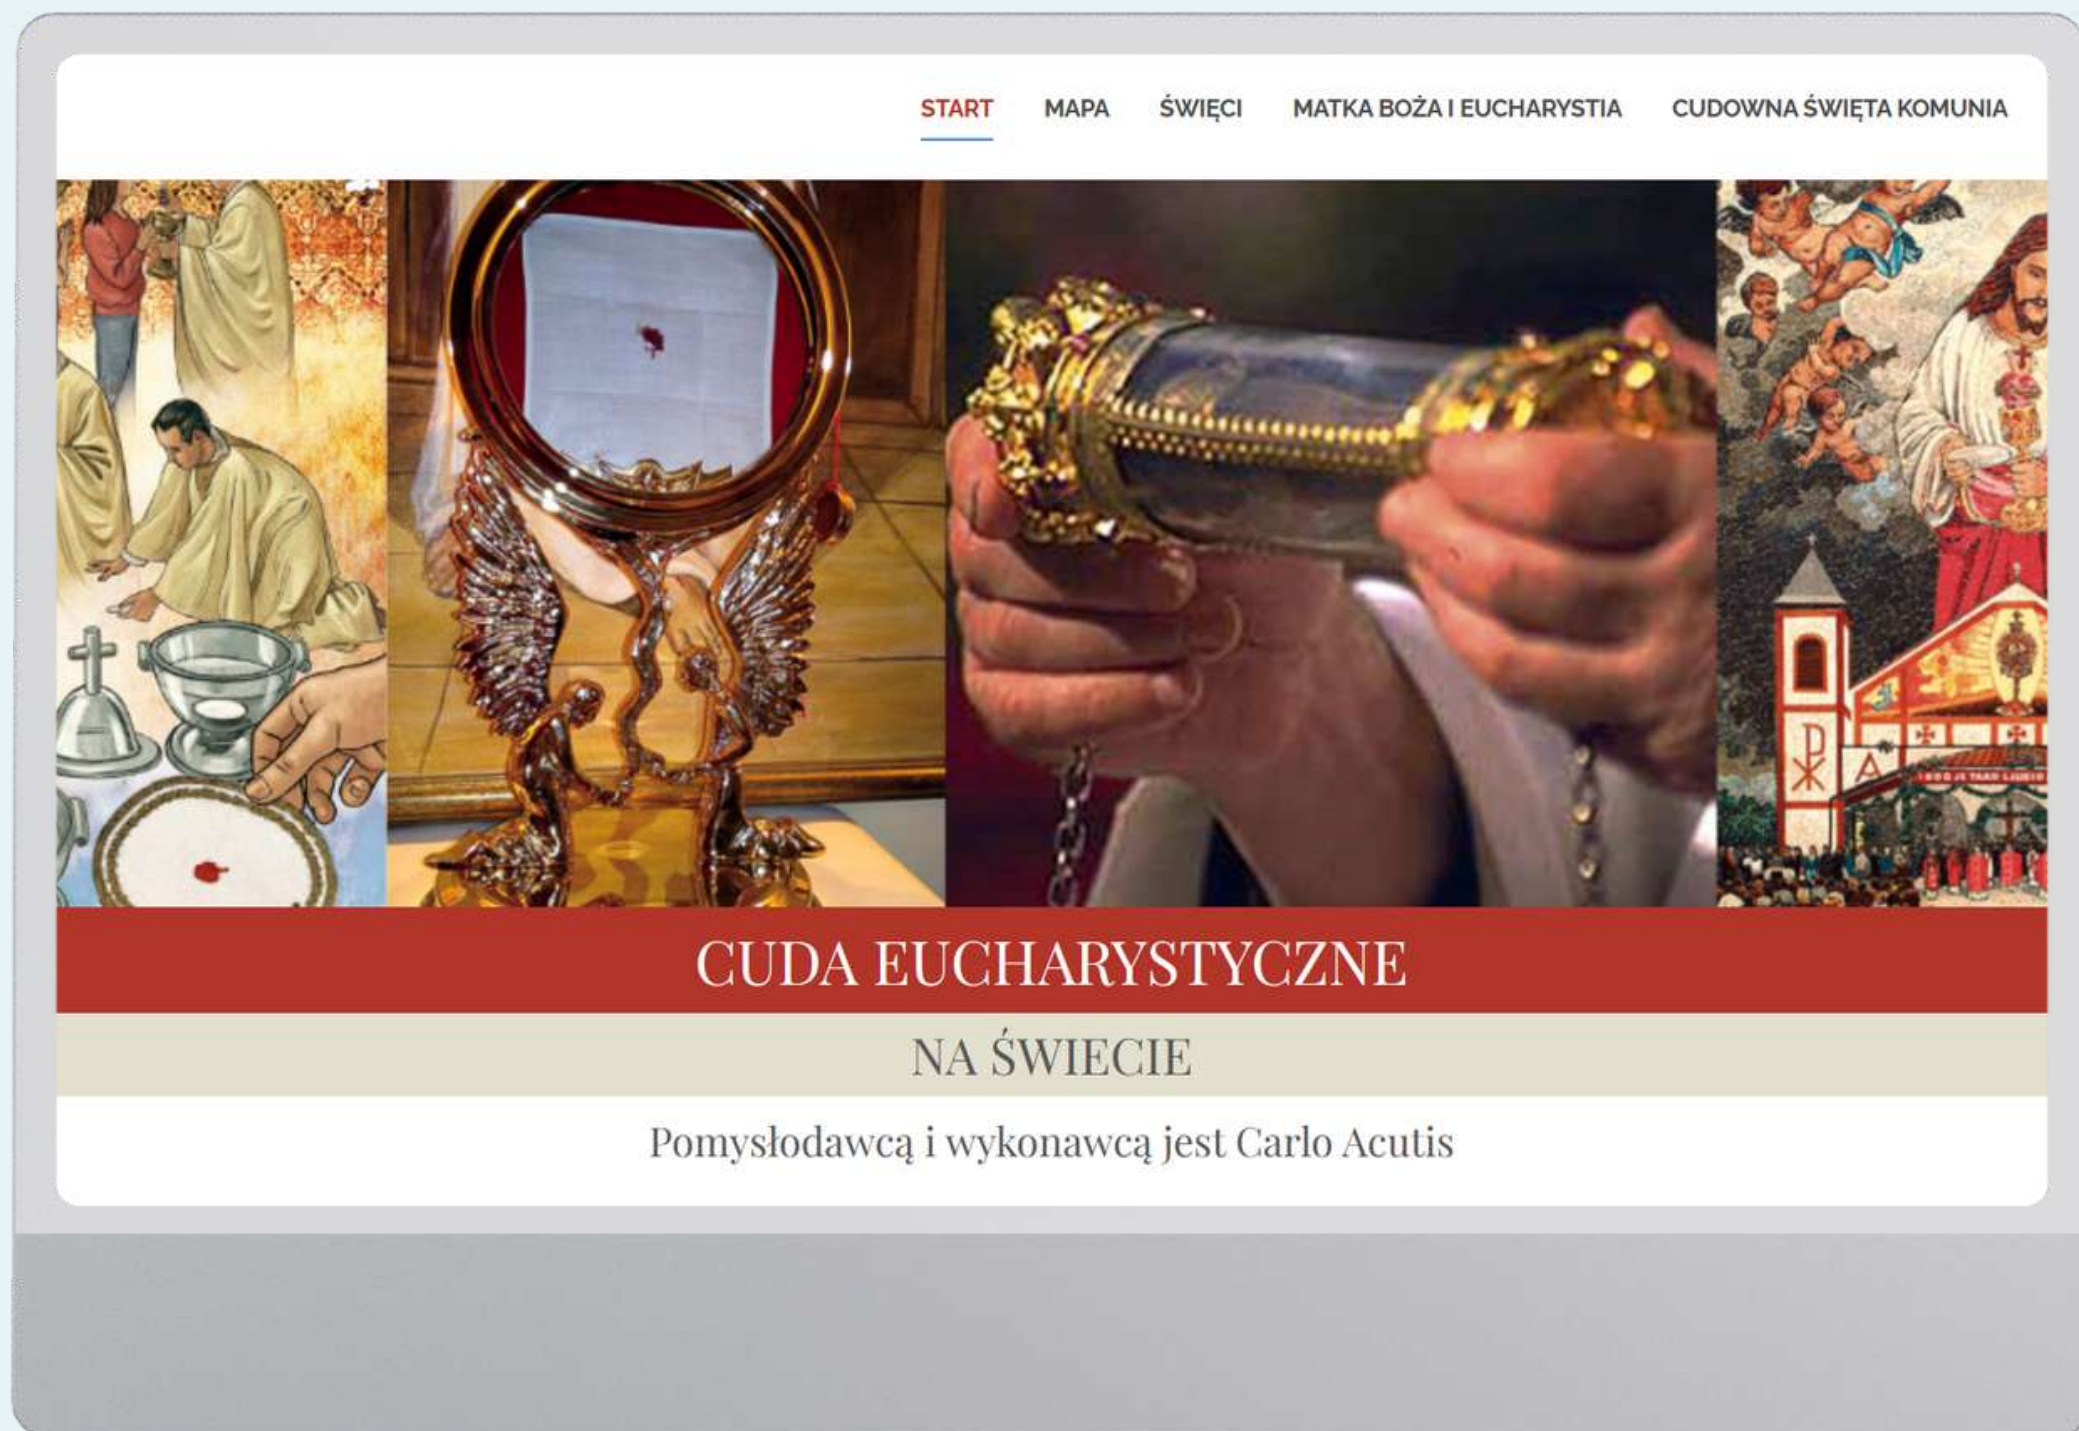 START MAPA ŚWIĘCI MATKA BOŻA I EUCHARYSTIA CUDOWNA ŚWIĘTA KOMUNIA
CUDA EUCHARYSTYCZNE
NA ŚWIECIE
Pomysłodawcą i wykonawcą jest Carlo Acutis